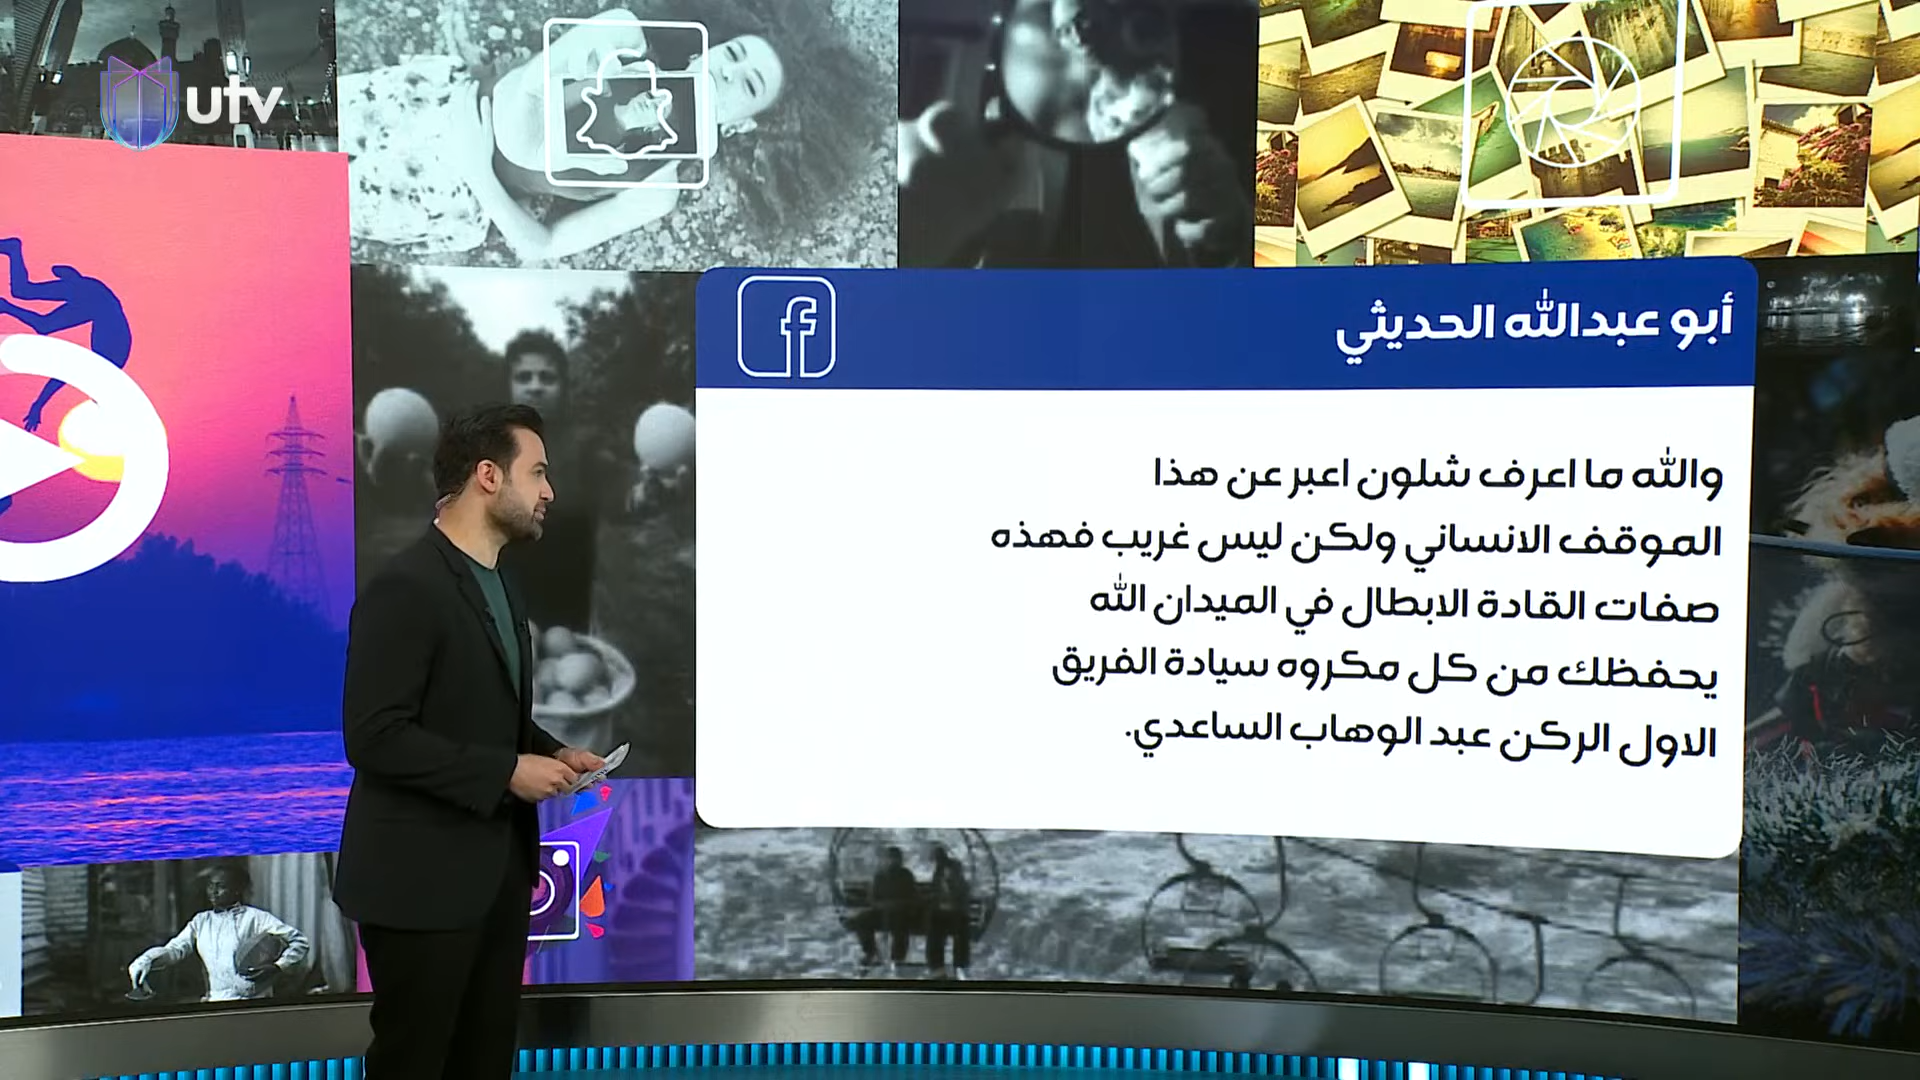 utv
أبو عبدالله الحديثي
والله ما اعرف شلون اعبر عن هذا
الموقف الانساني ولكن ليس غريب فهذه
صفات القادة الابطال في الميدان الله
يحفظك من كل مكروه سيادة الفريق
الاول الركن عبد الوهاب الساعدي.